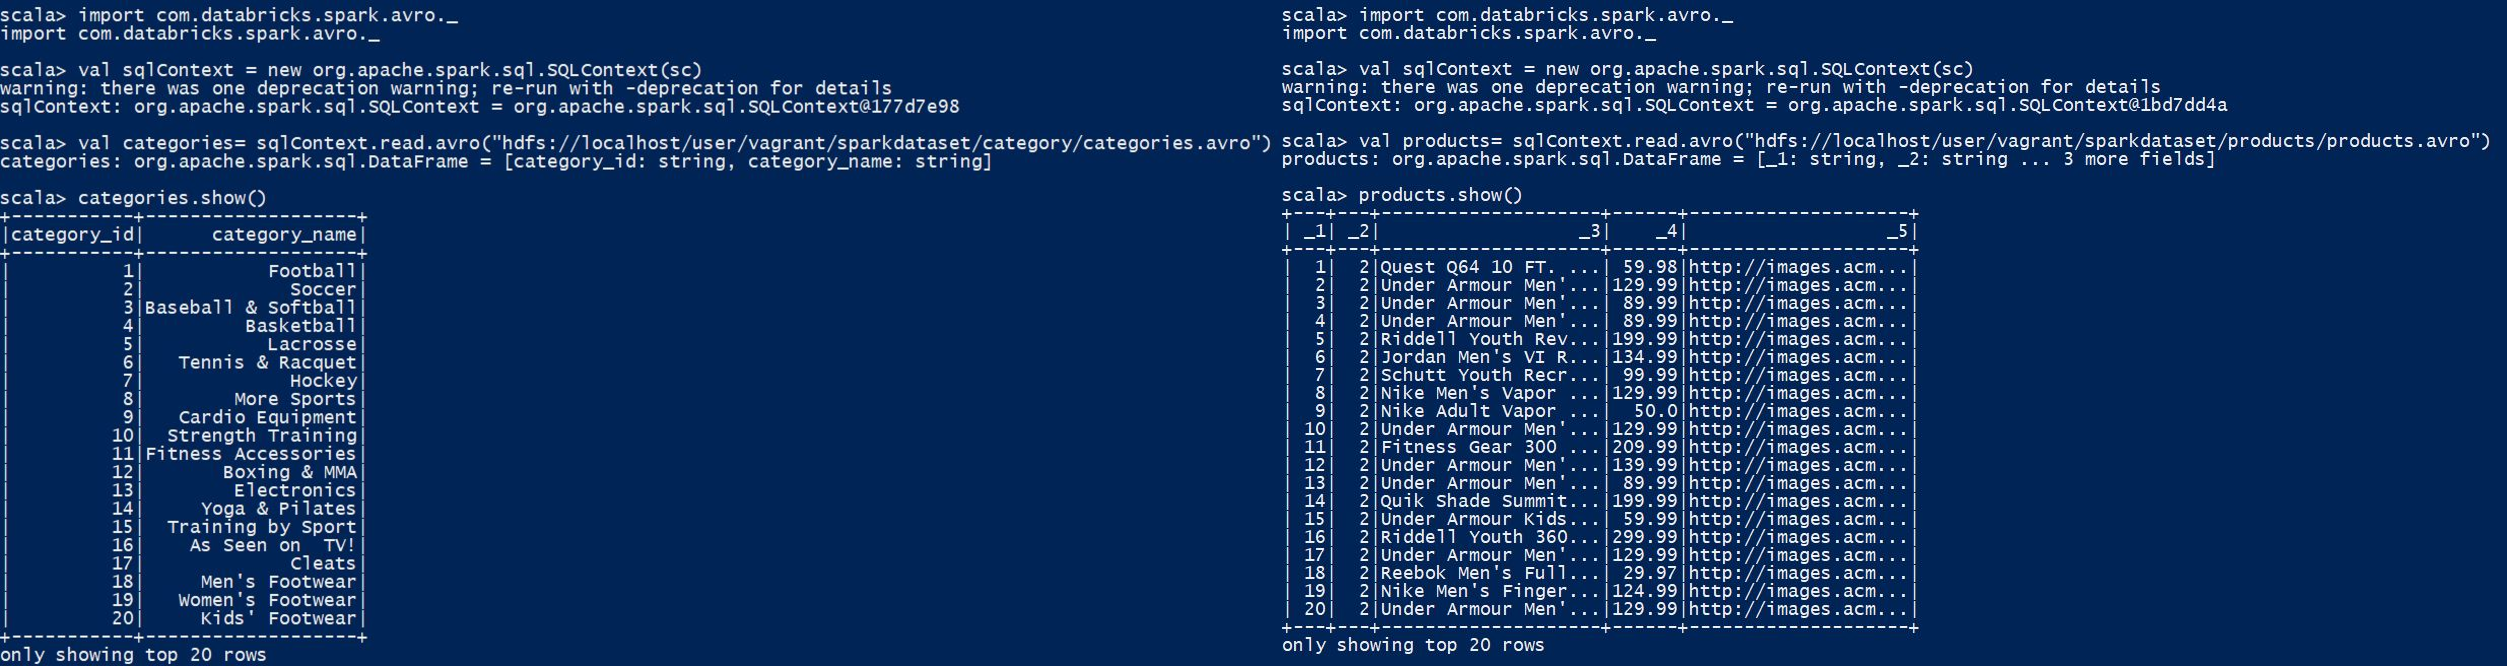 scala> import com.databricks.spark.avro._
import com.databricks.spark.avro._

scala> val sqlContext = new org.apache.spark.sql.SQLContext(sc)
warning: there was one deprecation warning; re-run with -deprecation for details
sqlContext: org.apache.spark.sql.SQLContext = org.apache.spark.sql.SQLContext@177d7e98

scala> val categories= sqlContext.read.avro("hdfs://localhost/user/vagrant/sparkdataset/category/categories.avro")
categories: org.apache.spark.sql.DataFrame = [category_id: string, category_name: string]

scala> categories.show()
+-----------+-------------------+
|category_id|      category_name|
+-----------+-------------------+
|          1|           Football|
|          2|             Soccer|
|          3|Baseball & Softball|
|          4|         Basketball|
|          5|           Lacrosse|
|          6|   Tennis & Racquet|
|          7|             Hockey|
|          8|        More Sports|
|          9|   Cardio Equipment|
|         10|  Strength Training|
|         11|Fitness Accessories|
|         12|       Boxing & MMA|
|         13|        Electronics|
|         14|     Yoga & Pilates|
|         15|  Training by Sport|
|         16|    As Seen on  TV!|
|         17|             Cleats|
|         18|     Men's Footwear|
|         19|   Women's Footwear|
|         20|     Kids' Footwear|
+-----------+-------------------+
only showing top 20 rows

scala> import com.databricks.spark.avro._
import com.databricks.spark.avro._

scala> val sqlContext = new org.apache.spark.sql.SQLContext(sc)
warning: there was one deprecation warning; re-run with -deprecation for details
sqlContext: org.apache.spark.sql.SQLContext = org.apache.spark.sql.SQLContext@1bd7dd4a

scala> val products= sqlContext.read.avro("hdfs://localhost/user/vagrant/sparkdataset/products/products.avro")
products: org.apache.spark.sql.DataFrame = [_1: string, _2: string ... 3 more fields]

scala> products.show()
+---+---+--------------------+------+--------------------+
| _1| _2|                  _3|    _4|                  _5|
+---+---+--------------------+------+--------------------+
|  1|  2|Quest Q64 10 FT. ...| 59.98|http://images.acm...|
|  2|  2|Under Armour Men'...|129.99|http://images.acm...|
|  3|  2|Under Armour Men'...| 89.99|http://images.acm...|
|  4|  2|Under Armour Men'...| 89.99|http://images.acm...|
|  5|  2|Riddell Youth Rev...|199.99|http://images.acm...|
|  6|  2|Jordan Men's VI R...|134.99|http://images.acm...|
|  7|  2|Schutt Youth Recr...| 99.99|http://images.acm...|
|  8|  2|Nike Men's Vapor ...|129.99|http://images.acm...|
|  9|  2|Nike Adult Vapor ...|  50.0|http://images.acm...|
| 10|  2|Under Armour Men'...|129.99|http://images.acm...|
| 11|  2|Fitness Gear 300 ...|209.99|http://images.acm...|
| 12|  2|Under Armour Men'...|139.99|http://images.acm...|
| 13|  2|Under Armour Men'...| 89.99|http://images.acm...|
| 14|  2|Quik Shade Summit...|199.99|http://images.acm...|
| 15|  2|Under Armour Kids...| 59.99|http://images.acm...|
| 16|  2|Riddell Youth 360...|299.99|http://images.acm...|
| 17|  2|Under Armour Men'...|129.99|http://images.acm...|
| 18|  2|Reebok Men's Full...| 29.97|http://images.acm...|
| 19|  2|Nike Men's Finger...|124.99|http://images.acm...|
| 20|  2|Under Armour Men'...|129.99|http://images.acm...|
+---+---+--------------------+------+--------------------+
only showing top 20 rows